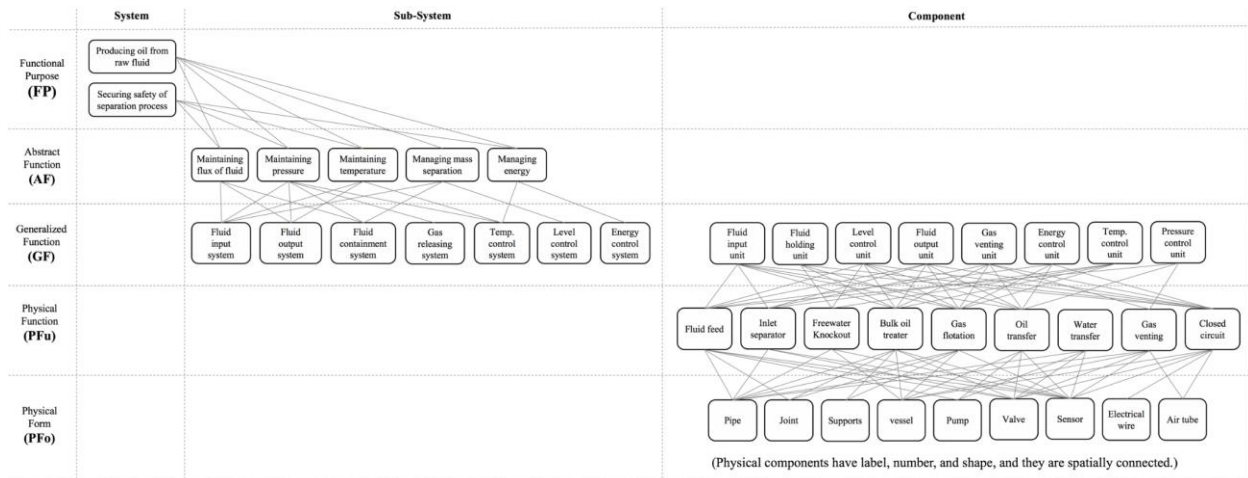 System
Sub-System
Component
Functional
Purpose
(FP)
Producing oil from
raw fluid
Securing safety of
separation process
Abstract
Function
(AF)
Maintaining
flux of fluid
Maintaining
pressure
Maintaining
temperature
Managing mass
separation
Managing
energy
Generalized
Function
(GF)
Fluid
input
system
Fluid
output
system
Fluid
containment
system
Gas
releasing
system
Temp.
control
system
Level
control
system
Energy
control
system
Fluid
input
unit
Fluid
holding
unit
Level
control
unit
Fluid
output
unit
Gas
venting
unit
Energy
control
unit
Temp.
control
unit
Pressure
control
unit
Physical
Function
(PFu)
Fluid feed
Inlet
separator
Freewater
Knockout
Bulk oil
treater
Gas
flotation
Oil
transfer
Water
transfer
Gas
venting
Closed
circuit
Physical
Form
(PFo)
Pipe
Joint
Supports
vessel
Pump
Valve
Sensor
Electrical
wire
Air tube
(Physical components have label, number, and shape, and they are spatially connected.)